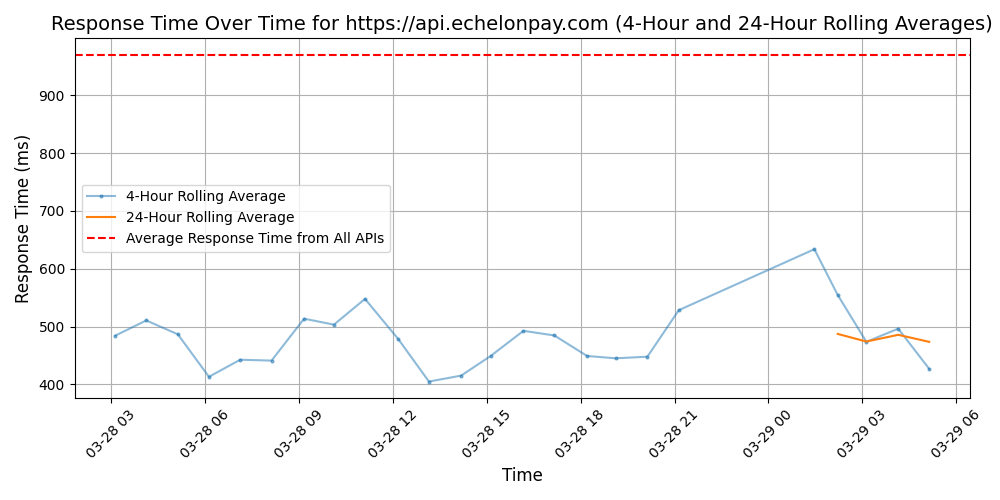 Response Time Over Time for https://api.echelonpay.com (4-Hour and 24-Hour Rolling Averages)
Response Time (ms)
900
800
700
600
500
400
4-Hour Rolling Average
24-Hour Rolling Average
Average Response Time from All APIs
03-28 03
03-28 06
03-28 09
03-28 12
03-28 15
03-28 18
03-28 21
03-29 00
03-29 03
03-29 06
Time